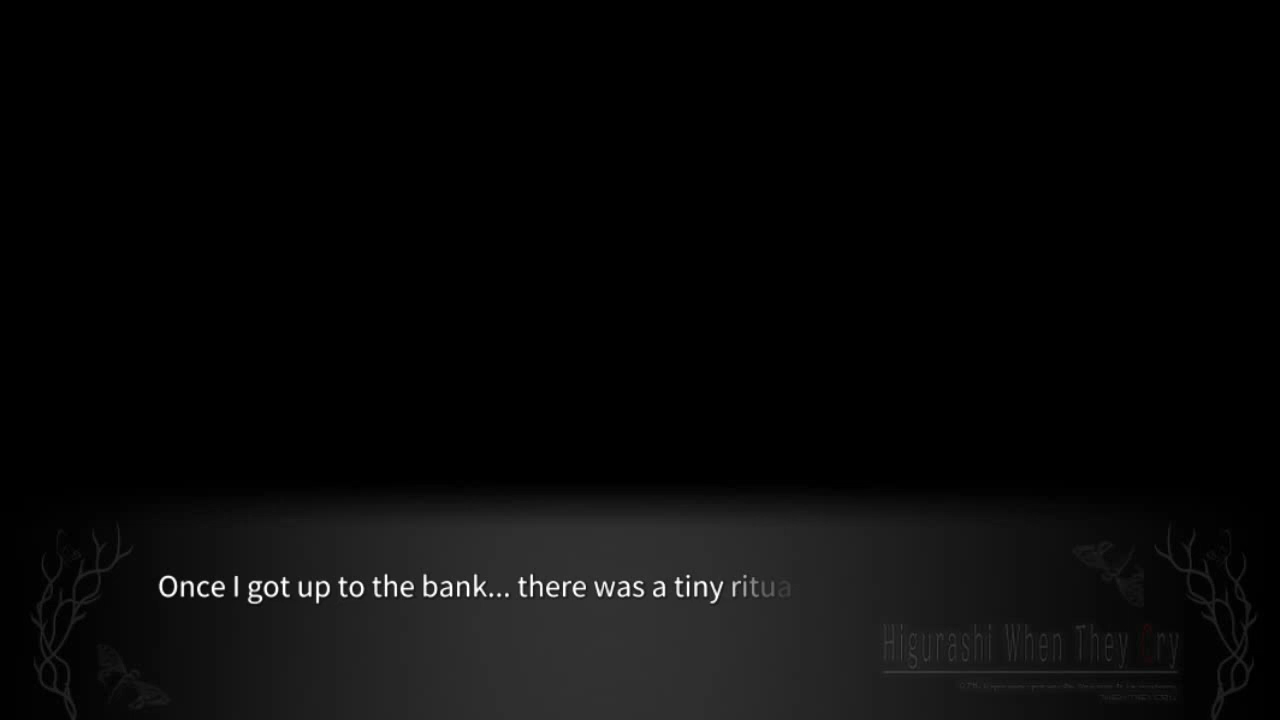 Once I got up to the bank... there was a tiny ritua
Higurashi When They Cry